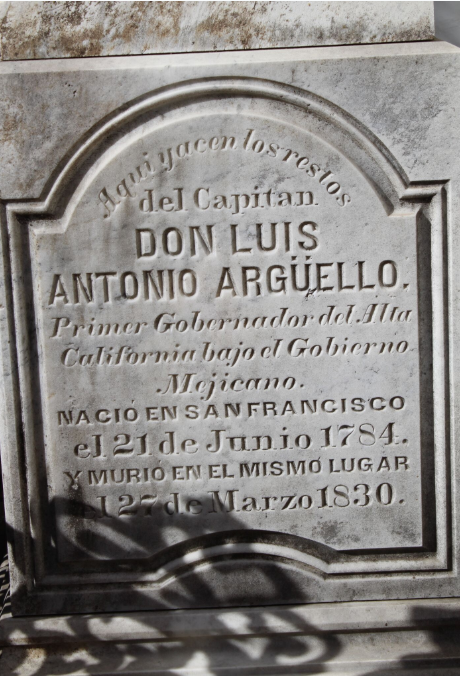 Aqui yacen los restos
del Capitan
DON LUIS
ANTONIO ARGÜELLO.
Primer Gobernador del Alta
California bajo el Gobierno
Mejicano.
NACIÓ EN SAN FRANCISCO
el 21 de Junio 1784.
Y MURIÓ EN EL MISMO LUGAR
el 27 de Marzo 1830.